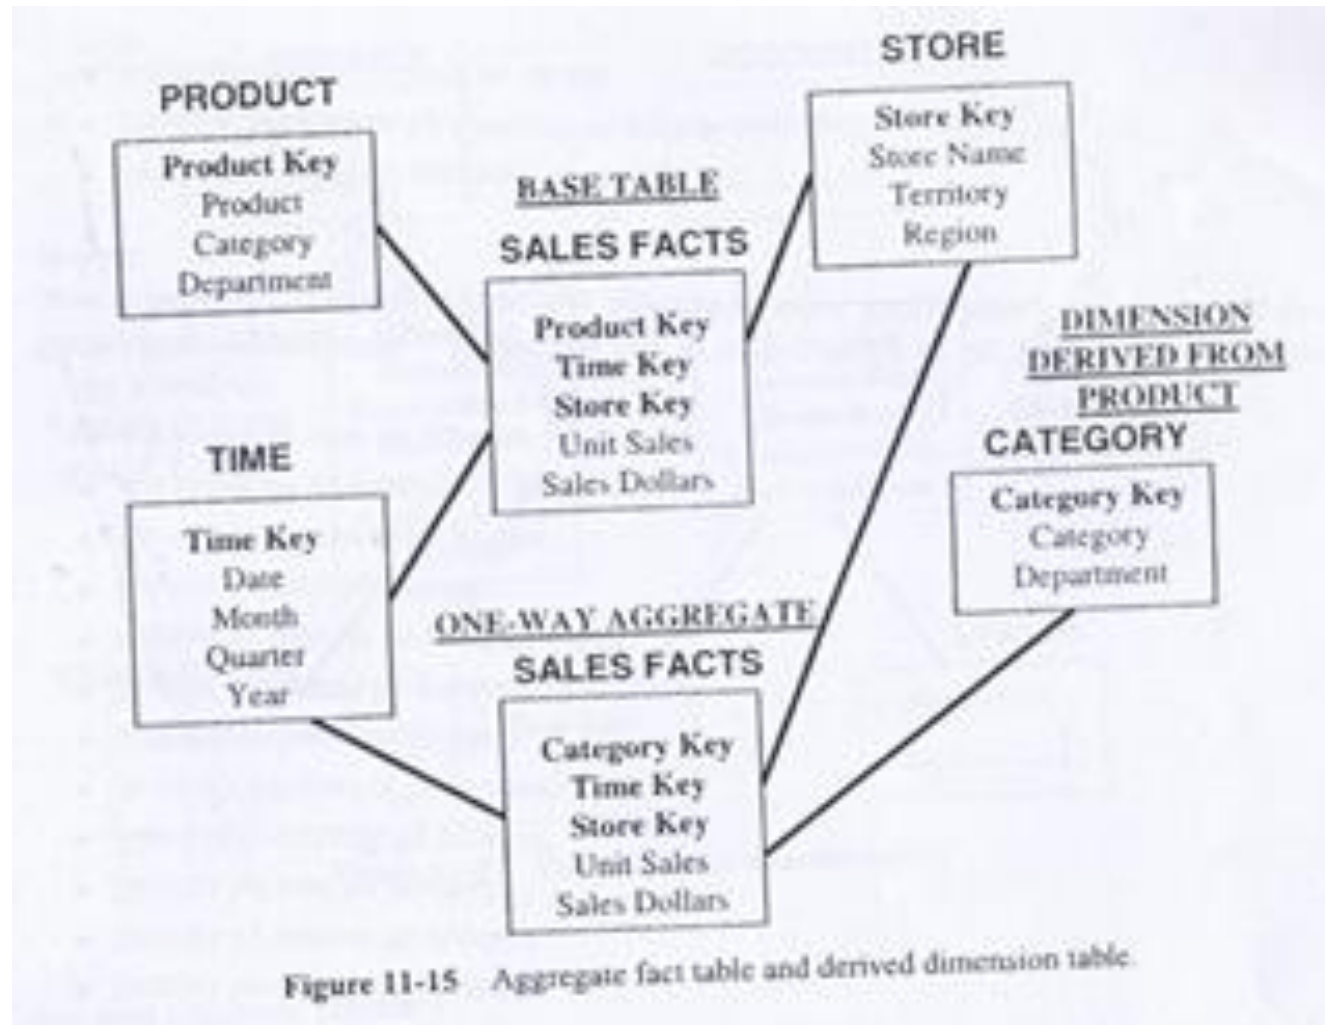 PRODUCT
Product Key
Product
Category
Department
BASE TABLE
SALES FACTS
Product Key
Time Key
Store Key
Unit Sales
Sales Dollars
STORE
Store Key
Store Name
Territory
Region
TIME
Time Key
Date
Month
Quarter
Year
ONE-WAY AGGREGATE
SALES FACTS
Category Key
Time Key
Store Key
Unit Sales
Sales Dollars
DIMENSION
DERIVED FROM
PRODUCT
CATEGORY
Category Key
Category
Department
Figure 11-15 Aggregate fact table and derived dimension table.